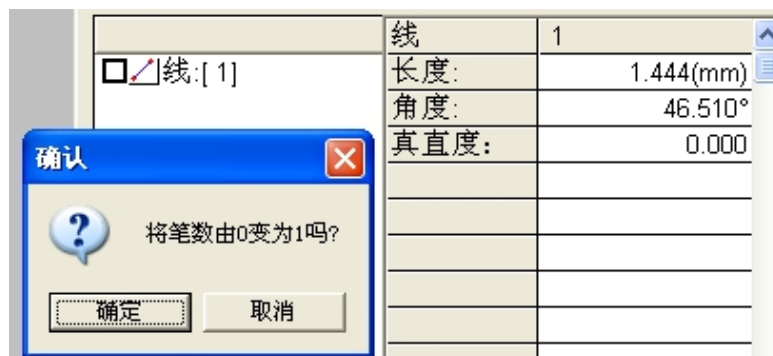 线 1
线:[ 1]
长度: 1.444(mm)
角度: 46.510°
真直度： 0.000
确认
将笔数由0变为1吗?
确定 取消